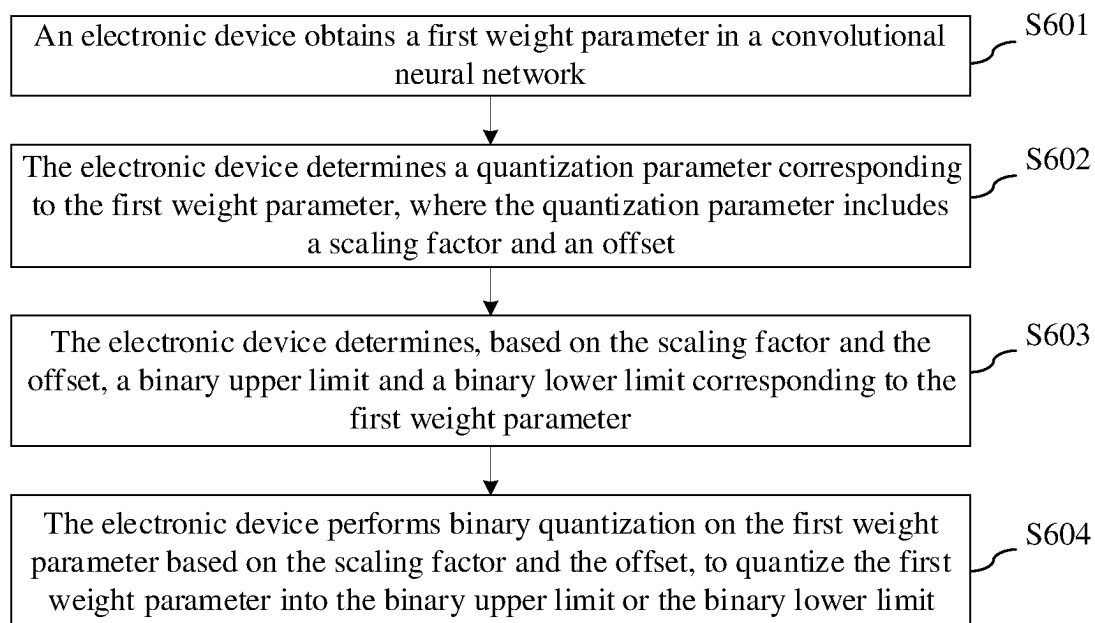 An electronic device obtains a first weight parameter in a convolutional
neural network
S601
The electronic device determines a quantization parameter corresponding
to the first weight parameter, where the quantization parameter includes
a scaling factor and an offset
S602
The electronic device determines, based on the scaling factor and the
offset, a binary upper limit and a binary lower limit corresponding to the
first weight parameter
S603
The electronic device performs binary quantization on the first weight
parameter based on the scaling factor and the offset, to quantize the first
weight parameter into the binary upper limit or the binary lower limit
S604